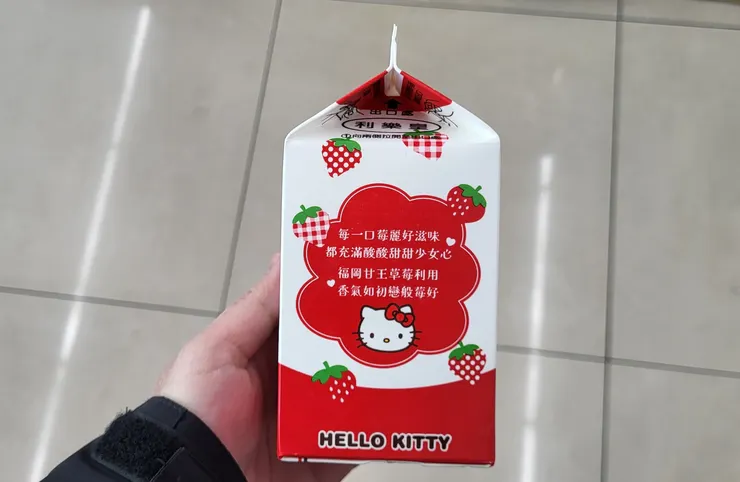 利樂皇
每一口莓麗好滋味
都充滿酸酸甜甜少女心
福岡甘王草莓利用
香氣如初戀般莓好
HELLO KITTY